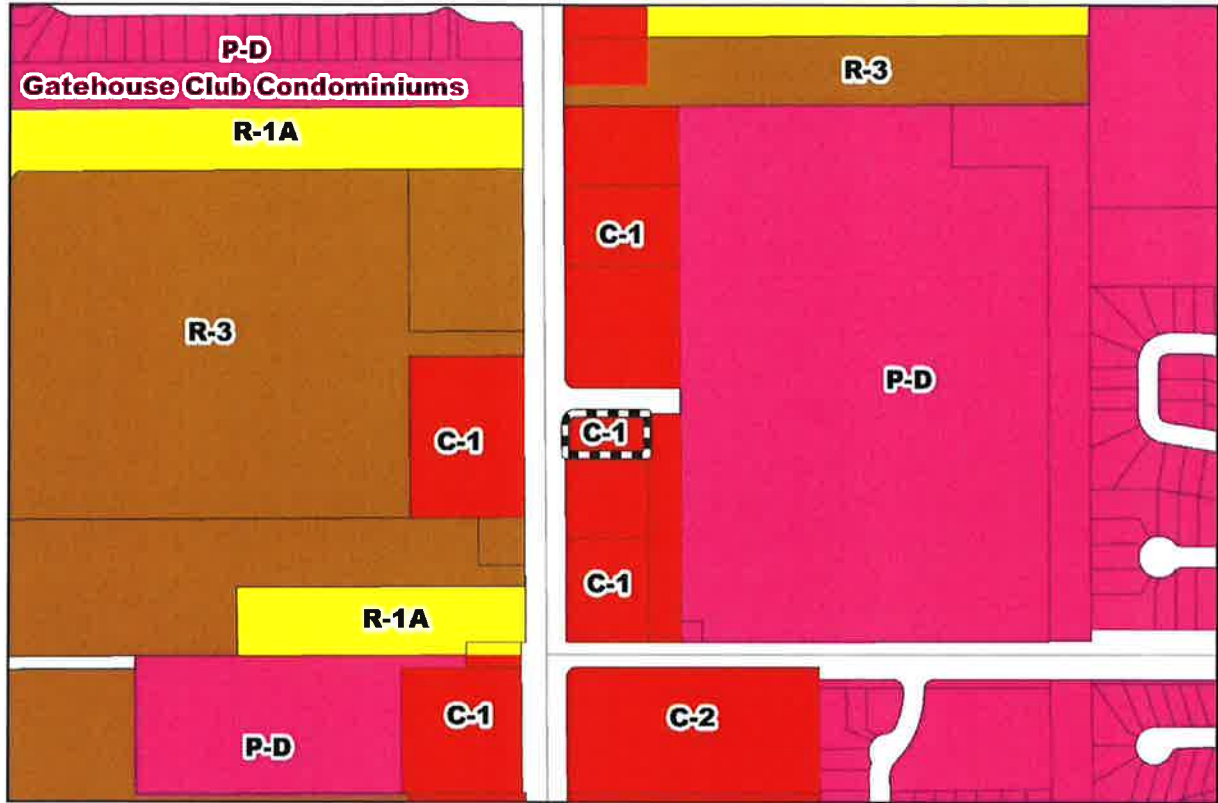 P-D
Gatehouse Club Condominiums
R-3
R-1A
C-1
R-3
P-D
C-1
C-1
C-1
R-1A
C-1
C-2
P-D